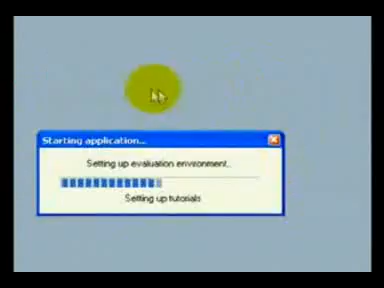 Starting application...
Setting up evaluation environment..
Setting up tutorials